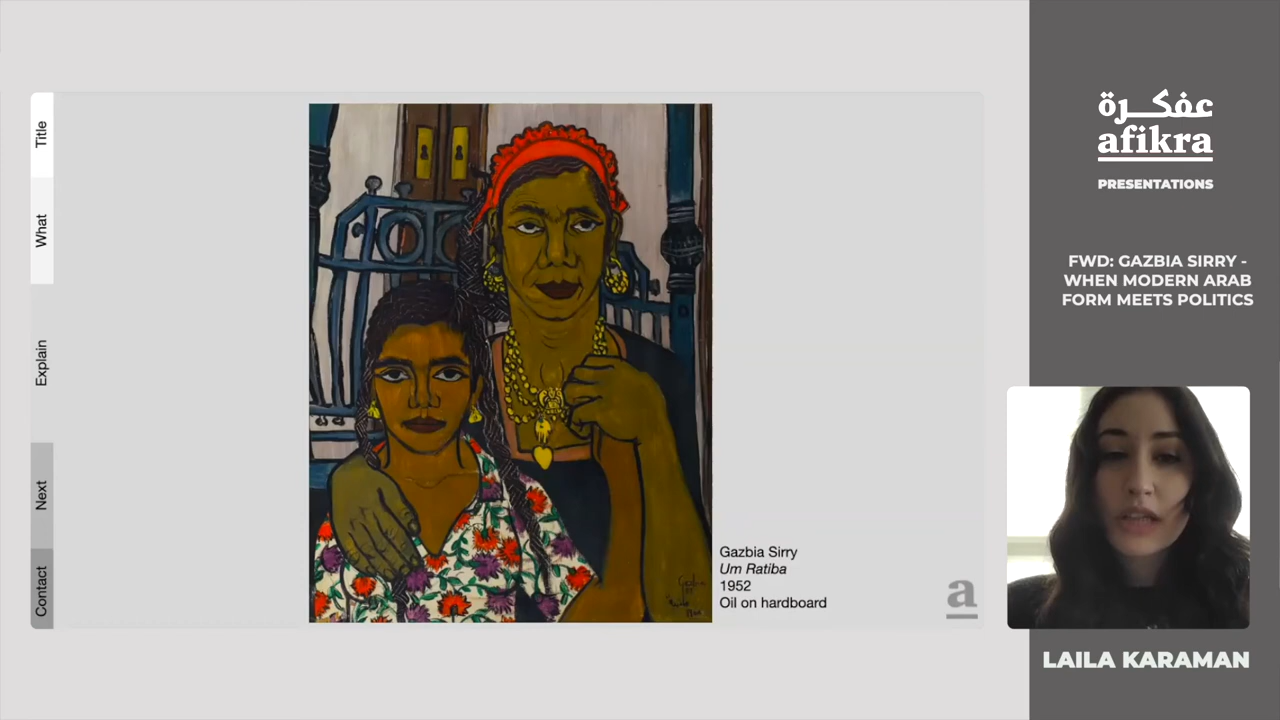 Title
What
Explain
Next
Contact
Gazbia Sirry
Um Ratiba
1952
Oil on hardboard
a
عفكرة
afikra
PRESENTATIONS
FWD: GAZBIA SIRRY -
WHEN MODERN ARAB
FORM MEETS POLITICS
LAILA KARAMAN